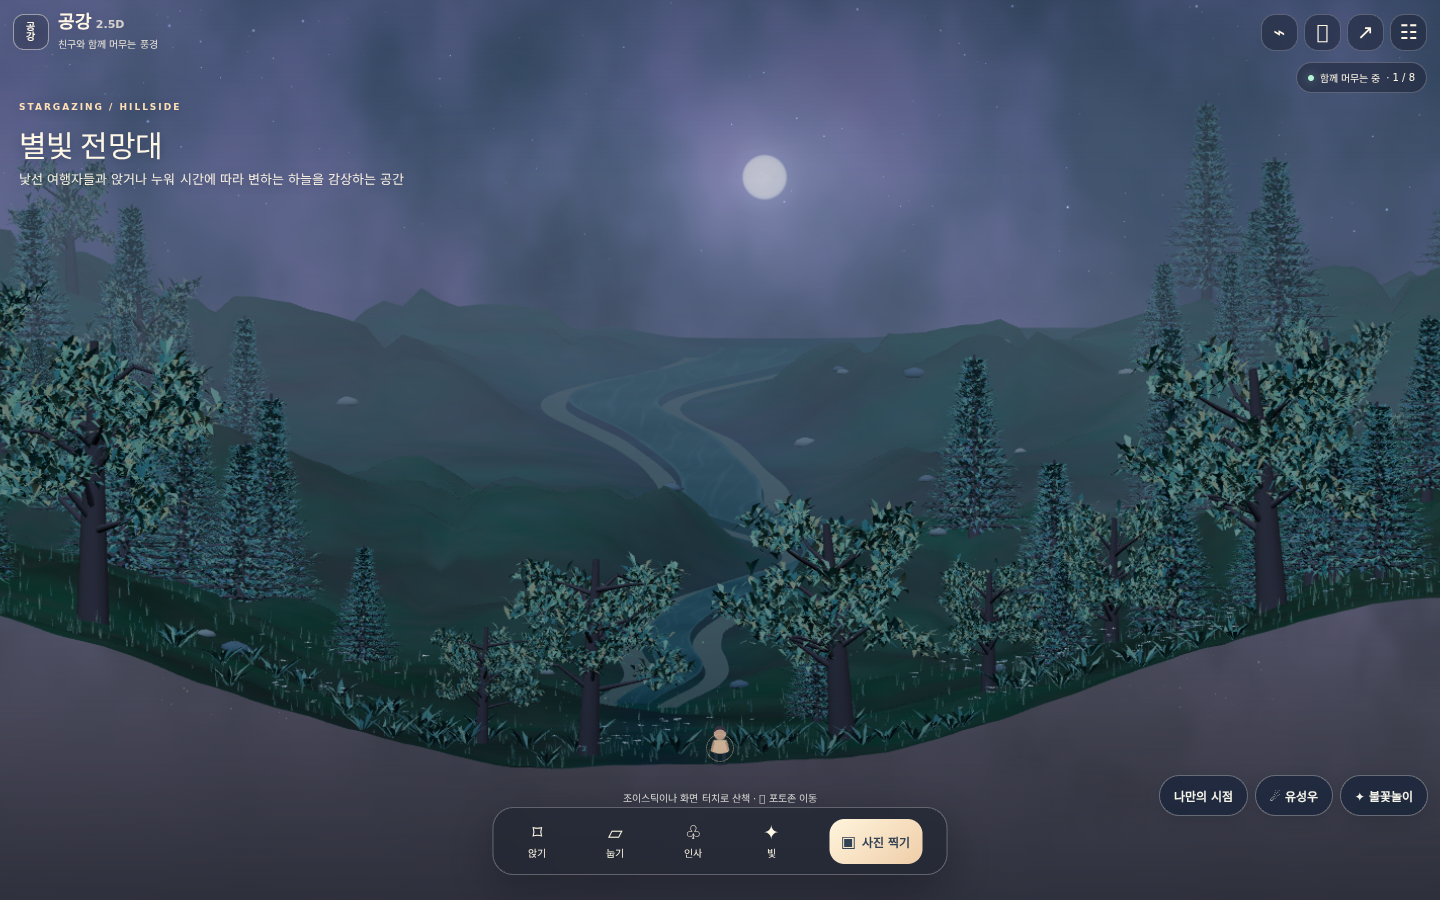 공강
공강 2.5D
친구와 함께 머무는 풍경
함께 머무는 중 · 1 / 8
STARGAZING / HILLSIDE
별빛 전망대
낯선 여행자들과 앉거나 누워 시간에 따라 변하는 하늘을 감상하는 공간
나만의 시점
☄ 유성우
✦ 불꽃놀이
조이스틱이나 화면 터치로 산책 · 포토존 이동
앉기
눕기
인사
빛
사진 찍기